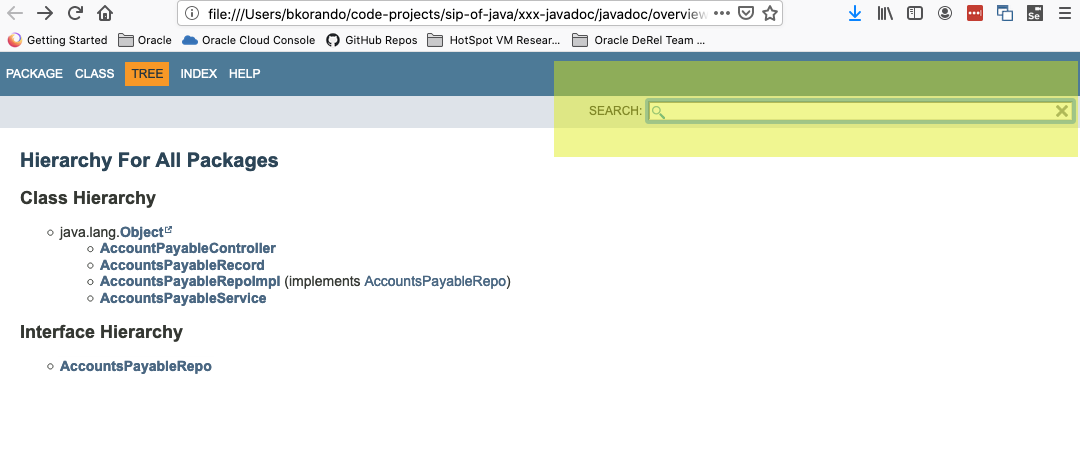 file:///Users/bkorando/code-projects/sip-of-java/xxx-javadoc/javadoc/overview
Getting Started Oracle Oracle Cloud Console GitHub Repos HotSpot VM Resear... Oracle DeRel Team ...
PACKAGE CLASS TREE INDEX HELP
SEARCH:
Hierarchy For All Packages
Class Hierarchy
java.lang.Object
AccountPayableController
AccountsPayableRecord
AccountsPayableRepoImpl (implements AccountsPayableRepo)
AccountsPayableService
Interface Hierarchy
AccountsPayableRepo